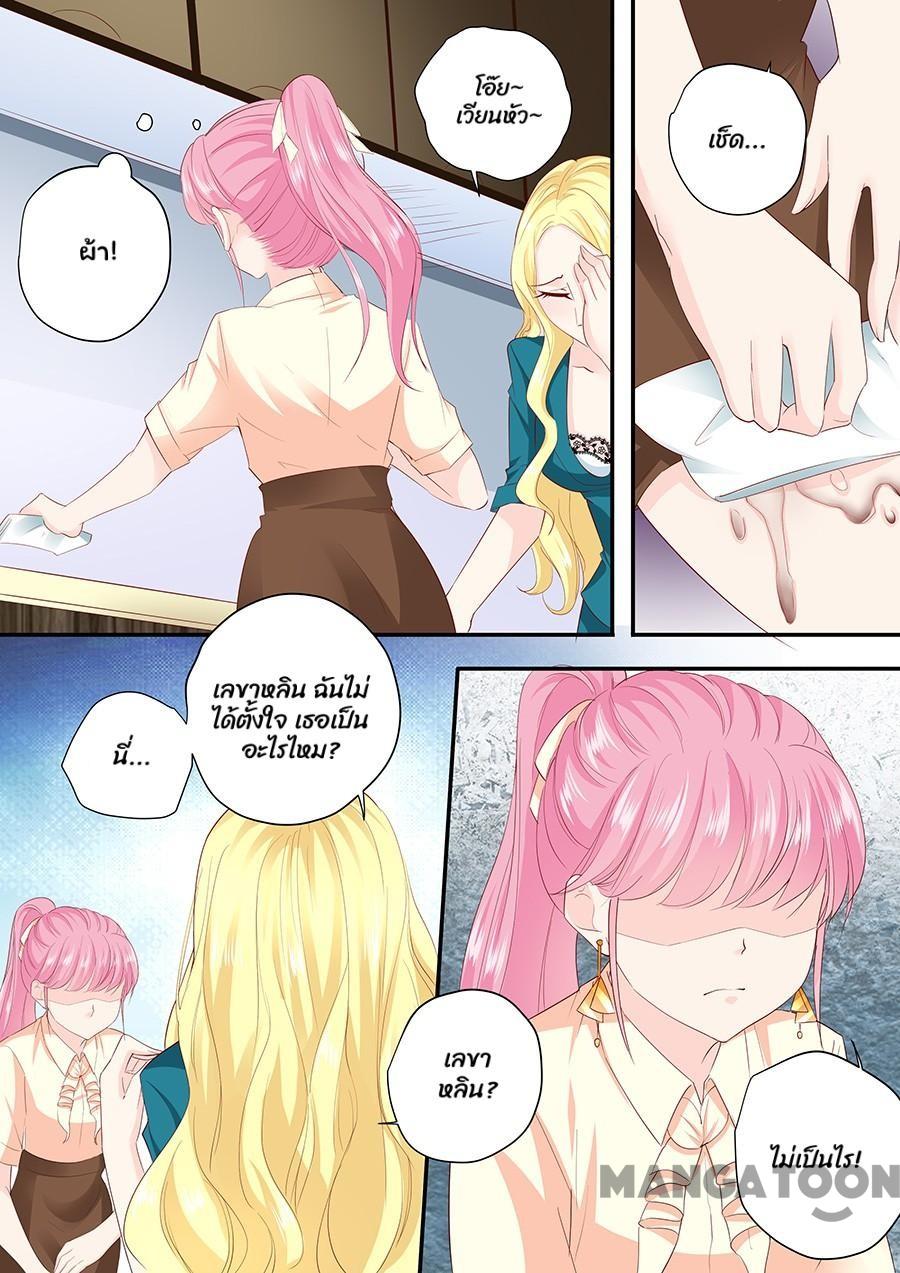 โอ๊ย~
เวียนหัว~
ผ้า!
เช็ด...
เลขาหลิน ฉันไม่
ได้ตั้งใจ เธอเป็น
อะไรไหม?
นี่...
เลขา
หลิน?
ไม่เป็นไร!
MANGATOON